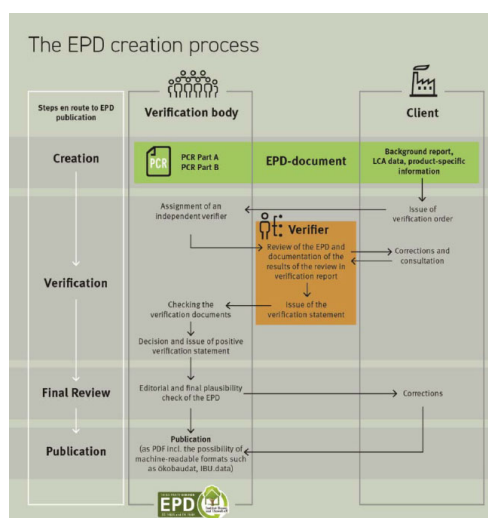 The EPD creation process
Steps en route to EPD
publication
Verification body
Client
Creation
PCR
PCR Part A
PCR Part B
EPD-document
Background report,
LCA data, product-specific
information
Assignment of an
independent verifier
Issue of
verification order
Verifier
Review of the EPD and
documentation of the
results of the review in
verification report
Corrections and
consultation
Verification
Issue of the
verification statement
Checking the
verification documents
Decision and issue of positive
verification statement
Final Review
Editorial and final plausibility
check of the EPD
Corrections
Publication
Publication
(as PDF incl. the possibility of
machine-readable formats such
as ökobaudat, IBU.data)
EPD